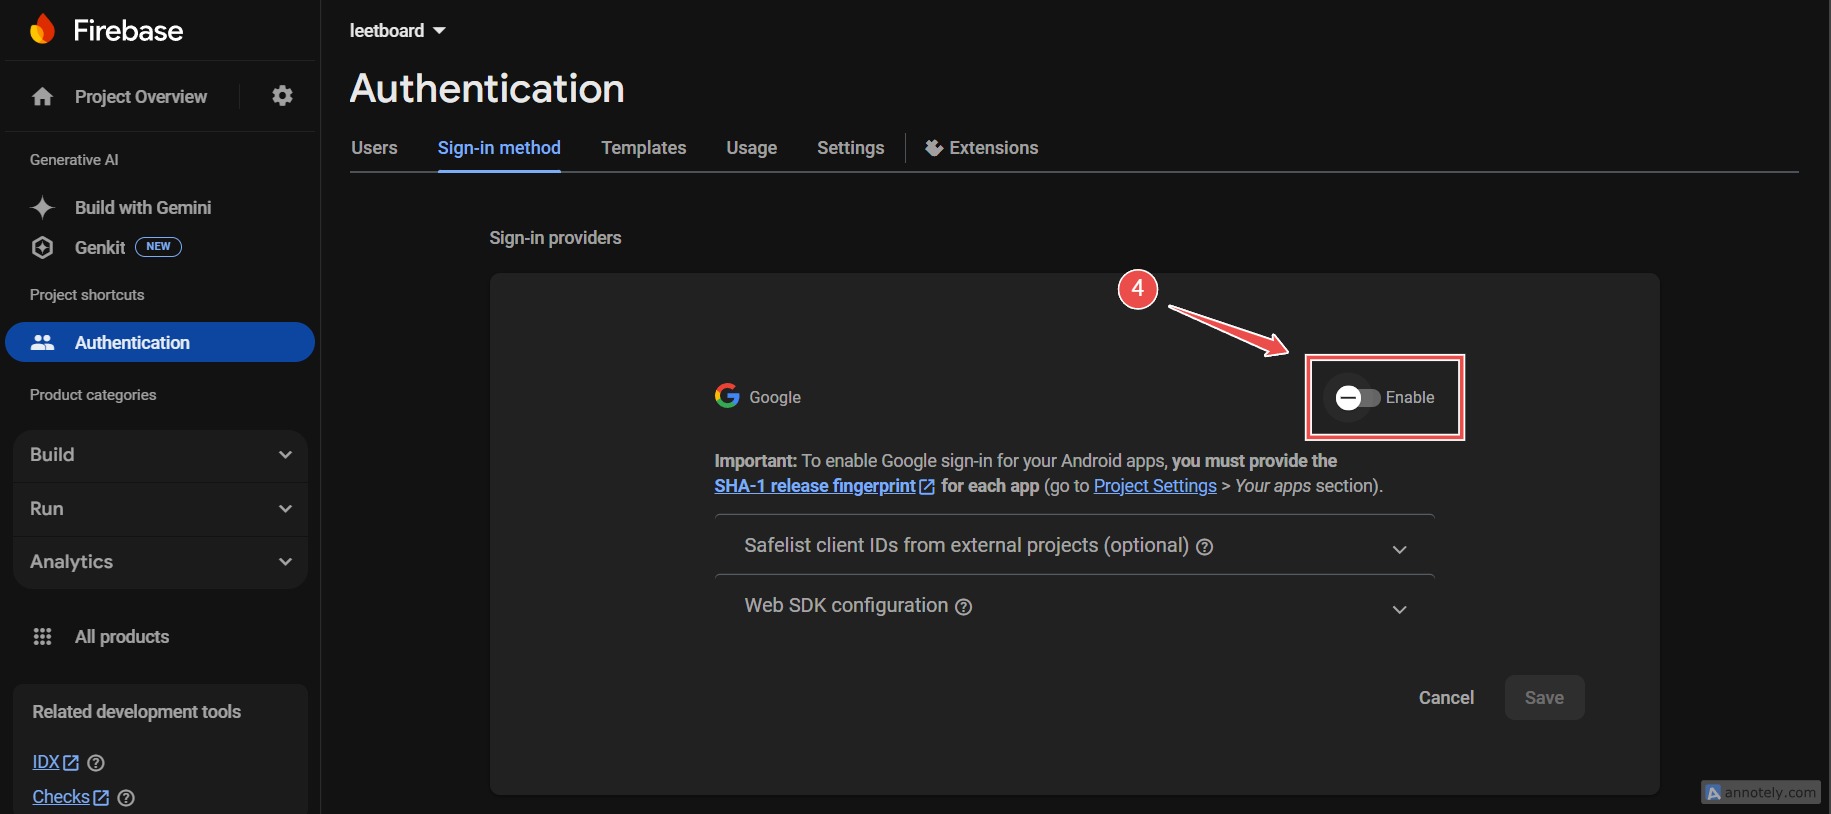 Firebase
Project Overview
Generative AI
Build with Gemini
Genkit NEW
Project shortcuts
Authentication
Product categories
Build
Run
Analytics
All products
Related development tools
IDX
Checks
leetboard
Authentication
Users Sign-in method Templates Usage Settings Extensions
Sign-in providers
4
Google Enable
Important: To enable Google sign-in for your Android apps, you must provide the
SHA-1 release fingerprint for each app (go to Project Settings > Your apps section).
Safelist client IDs from external projects (optional)
Web SDK configuration
Cancel Save
annotely.com